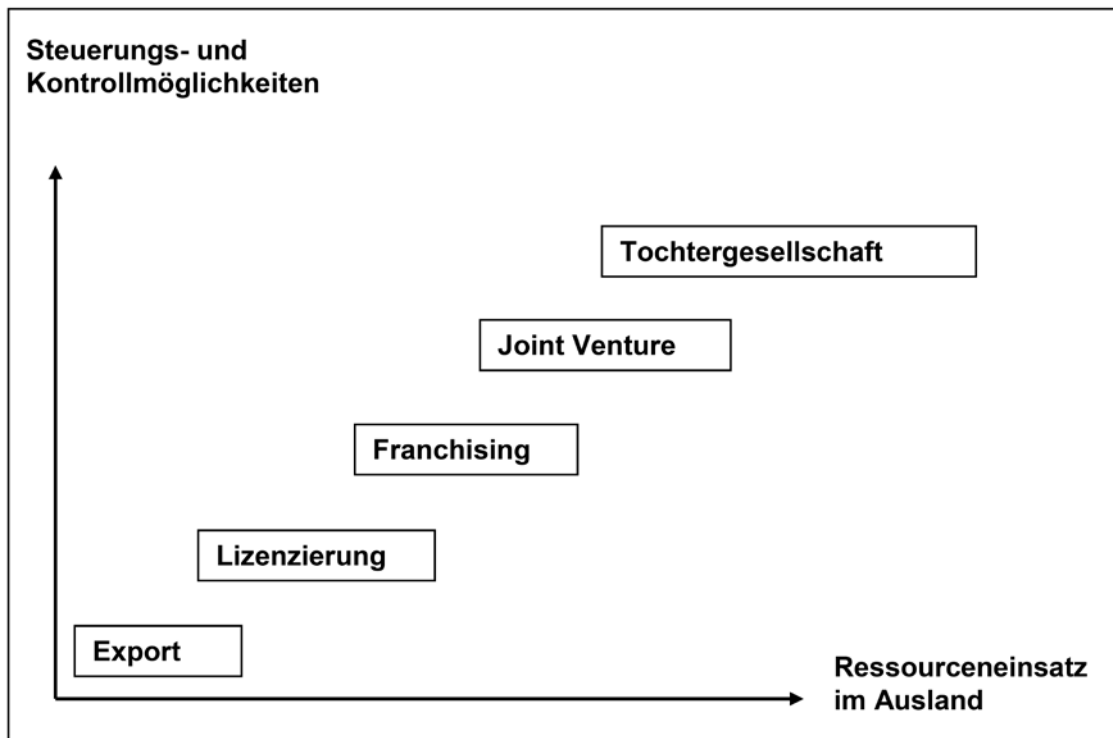 Steuerungs- und
Kontrollmöglichkeiten
Tochtergesellschaft
Joint Venture
Franchising
Lizenzierung
Export
Ressourceneinsatz
im Ausland